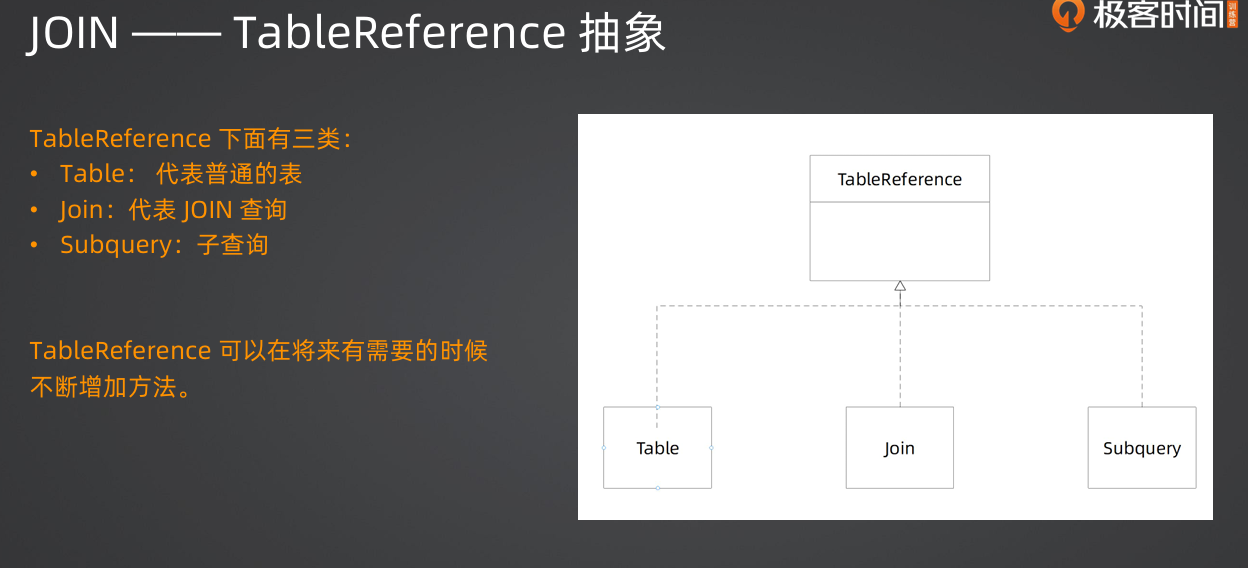 JOIN —— TableReference 抽象
极客时间
训练营
TableReference 下面有三类：
• Table： 代表普通的表
• Join：代表 JOIN 查询
• Subquery：子查询
TableReference 可以在将来有需要的时候
不断增加方法。
TableReference
Table
Join
Subquery